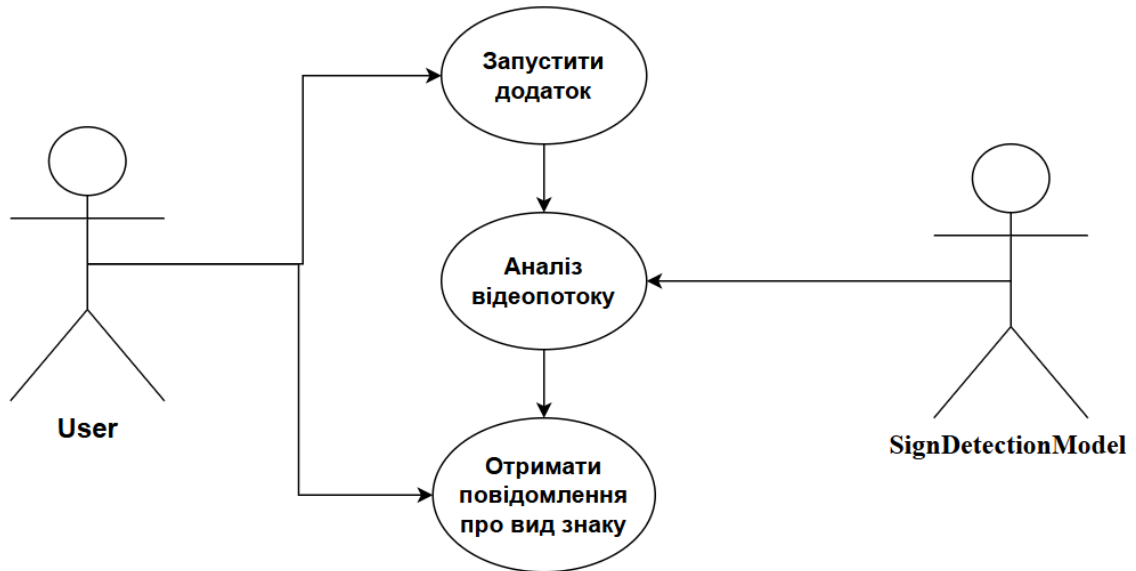 Запустити
додаток
Аналіз
відеопотоку
User
SignDetectionModel
Отримати
повідомлення
про вид знаку